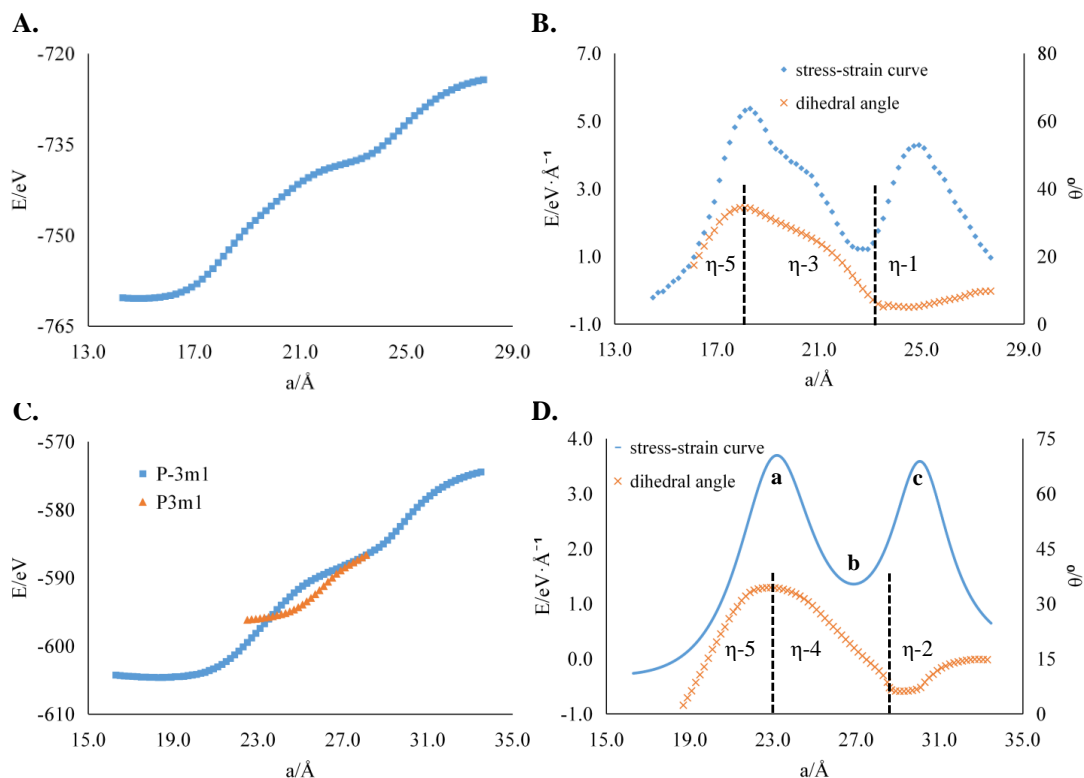 A.
-720
-735
-750
-765
E/eV
13.0 17.0 21.0 25.0 29.0
a/Å
B.
7.0
5.0
3.0
1.0
-1.0
E/eV·Å⁻¹
stress-strain curve
dihedral angle
η-5 η-3 η-1
80
60
40
20
0
θ/°
13.0 17.0 21.0 25.0 29.0
a/Å
C.
-570
-580
-590
-600
-610
E/eV
P-3m1
P3m1
15.0 19.0 23.0 27.0 31.0 35.0
a/Å
D.
4.0
3.0
2.0
1.0
0.0
-1.0
E/eV·Å⁻¹
stress-strain curve
dihedral angle
a
c
b
η-5 η-4 η-2
75
60
45
30
15
0
θ/°
15.0 19.0 23.0 27.0 31.0 35.0
a/Å